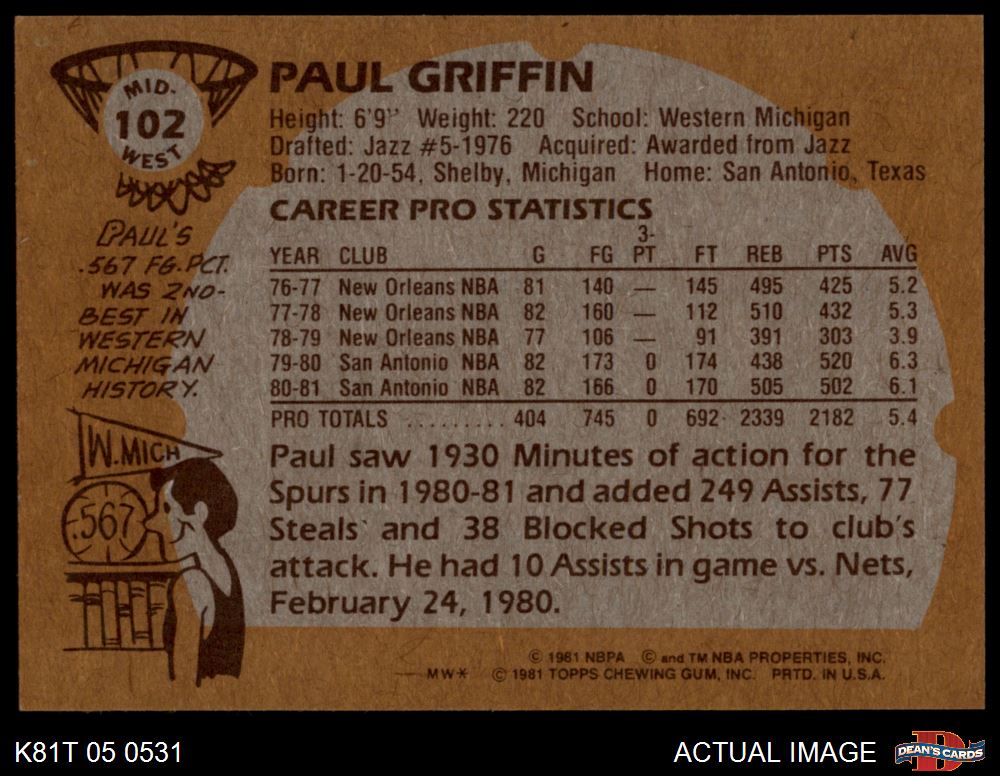 MID-
102
WEST
PAUL GRIFFIN
Height: 6'9" Weight: 220 School: Western Michigan
Drafted: Jazz #5-1976 Acquired: Awarded from Jazz
Born: 1-20-54, Shelby, Michigan Home: San Antonio, Texas
CAREER PRO STATISTICS
YEAR CLUB G FG 3-PT FT REB PTS AVG
76-77 New Orleans NBA 81 140 — 145 495 425 5.2
77-78 New Orleans NBA 82 160 — 112 510 432 5.3
78-79 New Orleans NBA 77 106 — 91 391 303 3.9
79-80 San Antonio NBA 82 173 0 174 438 520 6.3
80-81 San Antonio NBA 82 166 0 170 505 502 6.1
PRO TOTALS ......... 404 745 0 692 2339 2182 5.4
PAUL'S
.567 FG.PCT.
WAS 2ND-
BEST IN
WESTERN
MICHIGAN
HISTORY.
W.MICH
.567
Paul saw 1930 Minutes of action for the
Spurs in 1980-81 and added 249 Assists, 77
Steals and 38 Blocked Shots to club's
attack. He had 10 Assists in game vs. Nets,
February 24, 1980.
© 1981 NBPA © and TM NBA PROPERTIES, INC.
MW* © 1981 TOPPS CHEWING GUM, INC. PRTD. IN U.S.A.
K81T 05 0531
ACTUAL IMAGE
D
DEAN'S CARDS